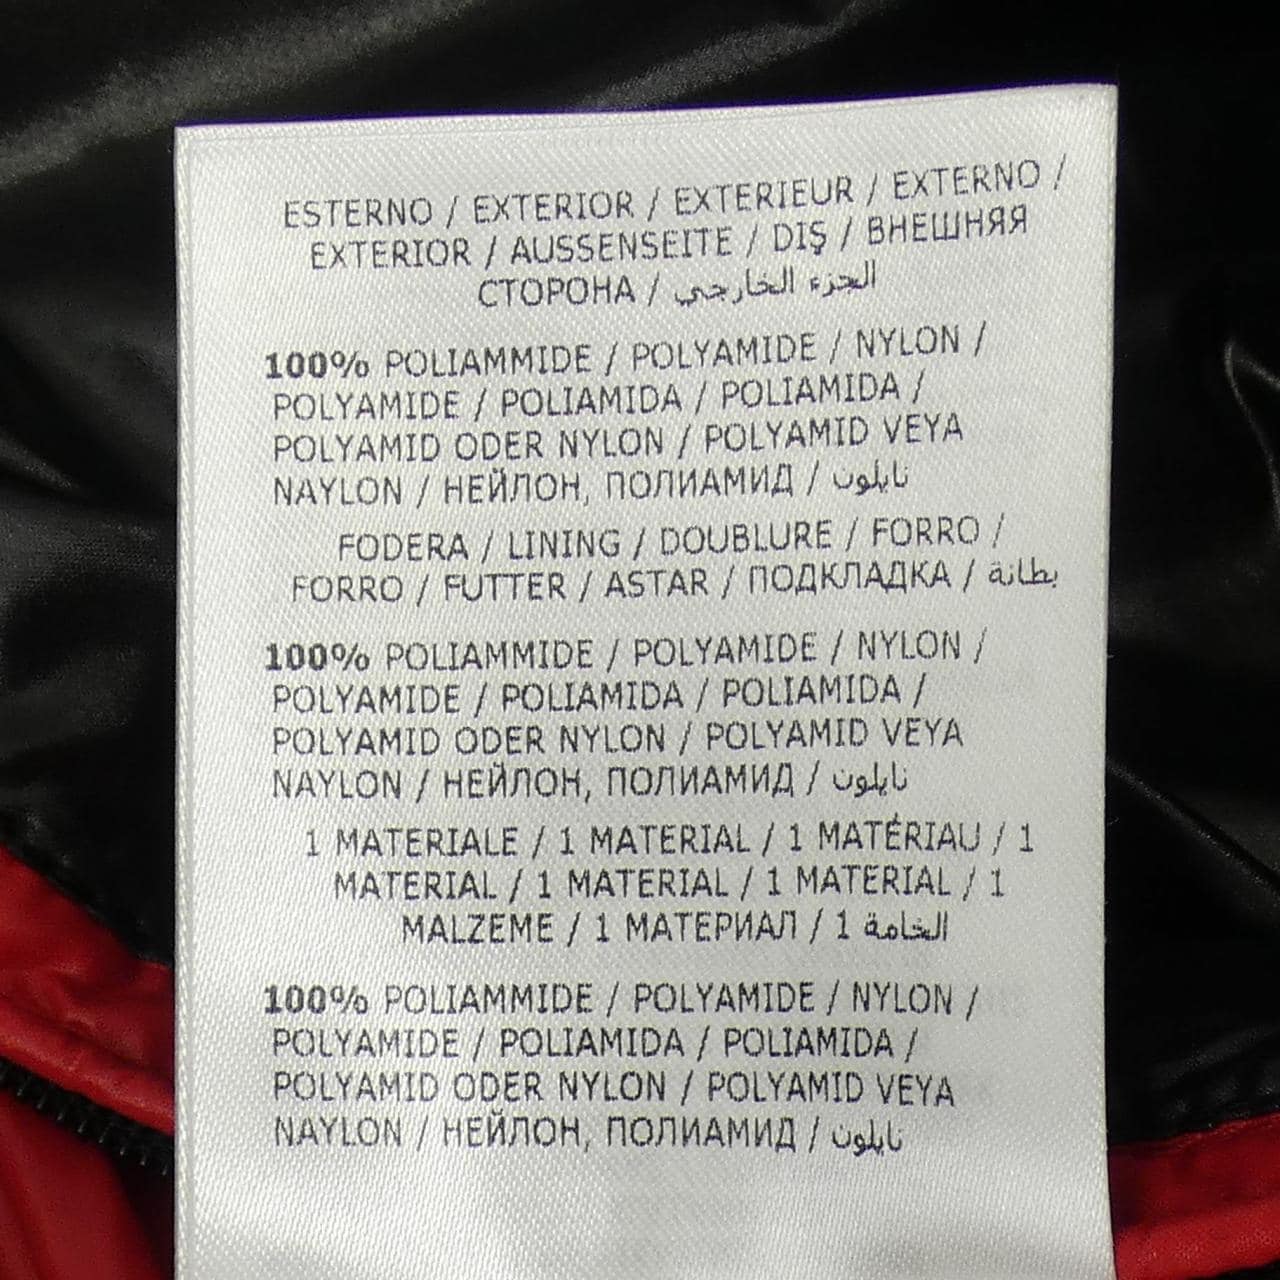 ESTERNO / EXTERIOR / EXTERIEUR / EXTERNO /
EXTERIOR / AUSSENSEITE / DIŞ / ВНЕШНЯЯ
СТОРОНА / الجزء الخارجي
100% POLIAMMIDE / POLYAMIDE / NYLON /
POLYAMIDE / POLIAMIDA / POLIAMIDA /
POLYAMID ODER NYLON / POLYAMID VEYA
NAYLON / НЕЙЛОН, ПОЛИАМИД / نايلون
FODERA / LINING / DOUBLURE / FORRO /
FORRO / FUTTER / ASTAR / ПОДКЛАДКА / بطانة
100% POLIAMMIDE / POLYAMIDE / NYLON /
POLYAMIDE / POLIAMIDA / POLIAMIDA /
POLYAMID ODER NYLON / POLYAMID VEYA
NAYLON / НЕЙЛОН, ПОЛИАМИД / نايلون
1 MATERIALE / 1 MATERIAL / 1 MATÉRIAU / 1
MATERIAL / 1 MATERIAL / 1 MATERIAL / 1
MALZEME / 1 МАТЕРИАЛ / 1 الخامة
100% POLIAMMIDE / POLYAMIDE / NYLON /
POLYAMIDE / POLIAMIDA / POLIAMIDA /
POLYAMID ODER NYLON / POLYAMID VEYA
NAYLON / НЕЙЛОН, ПОЛИАМИД / نايلون